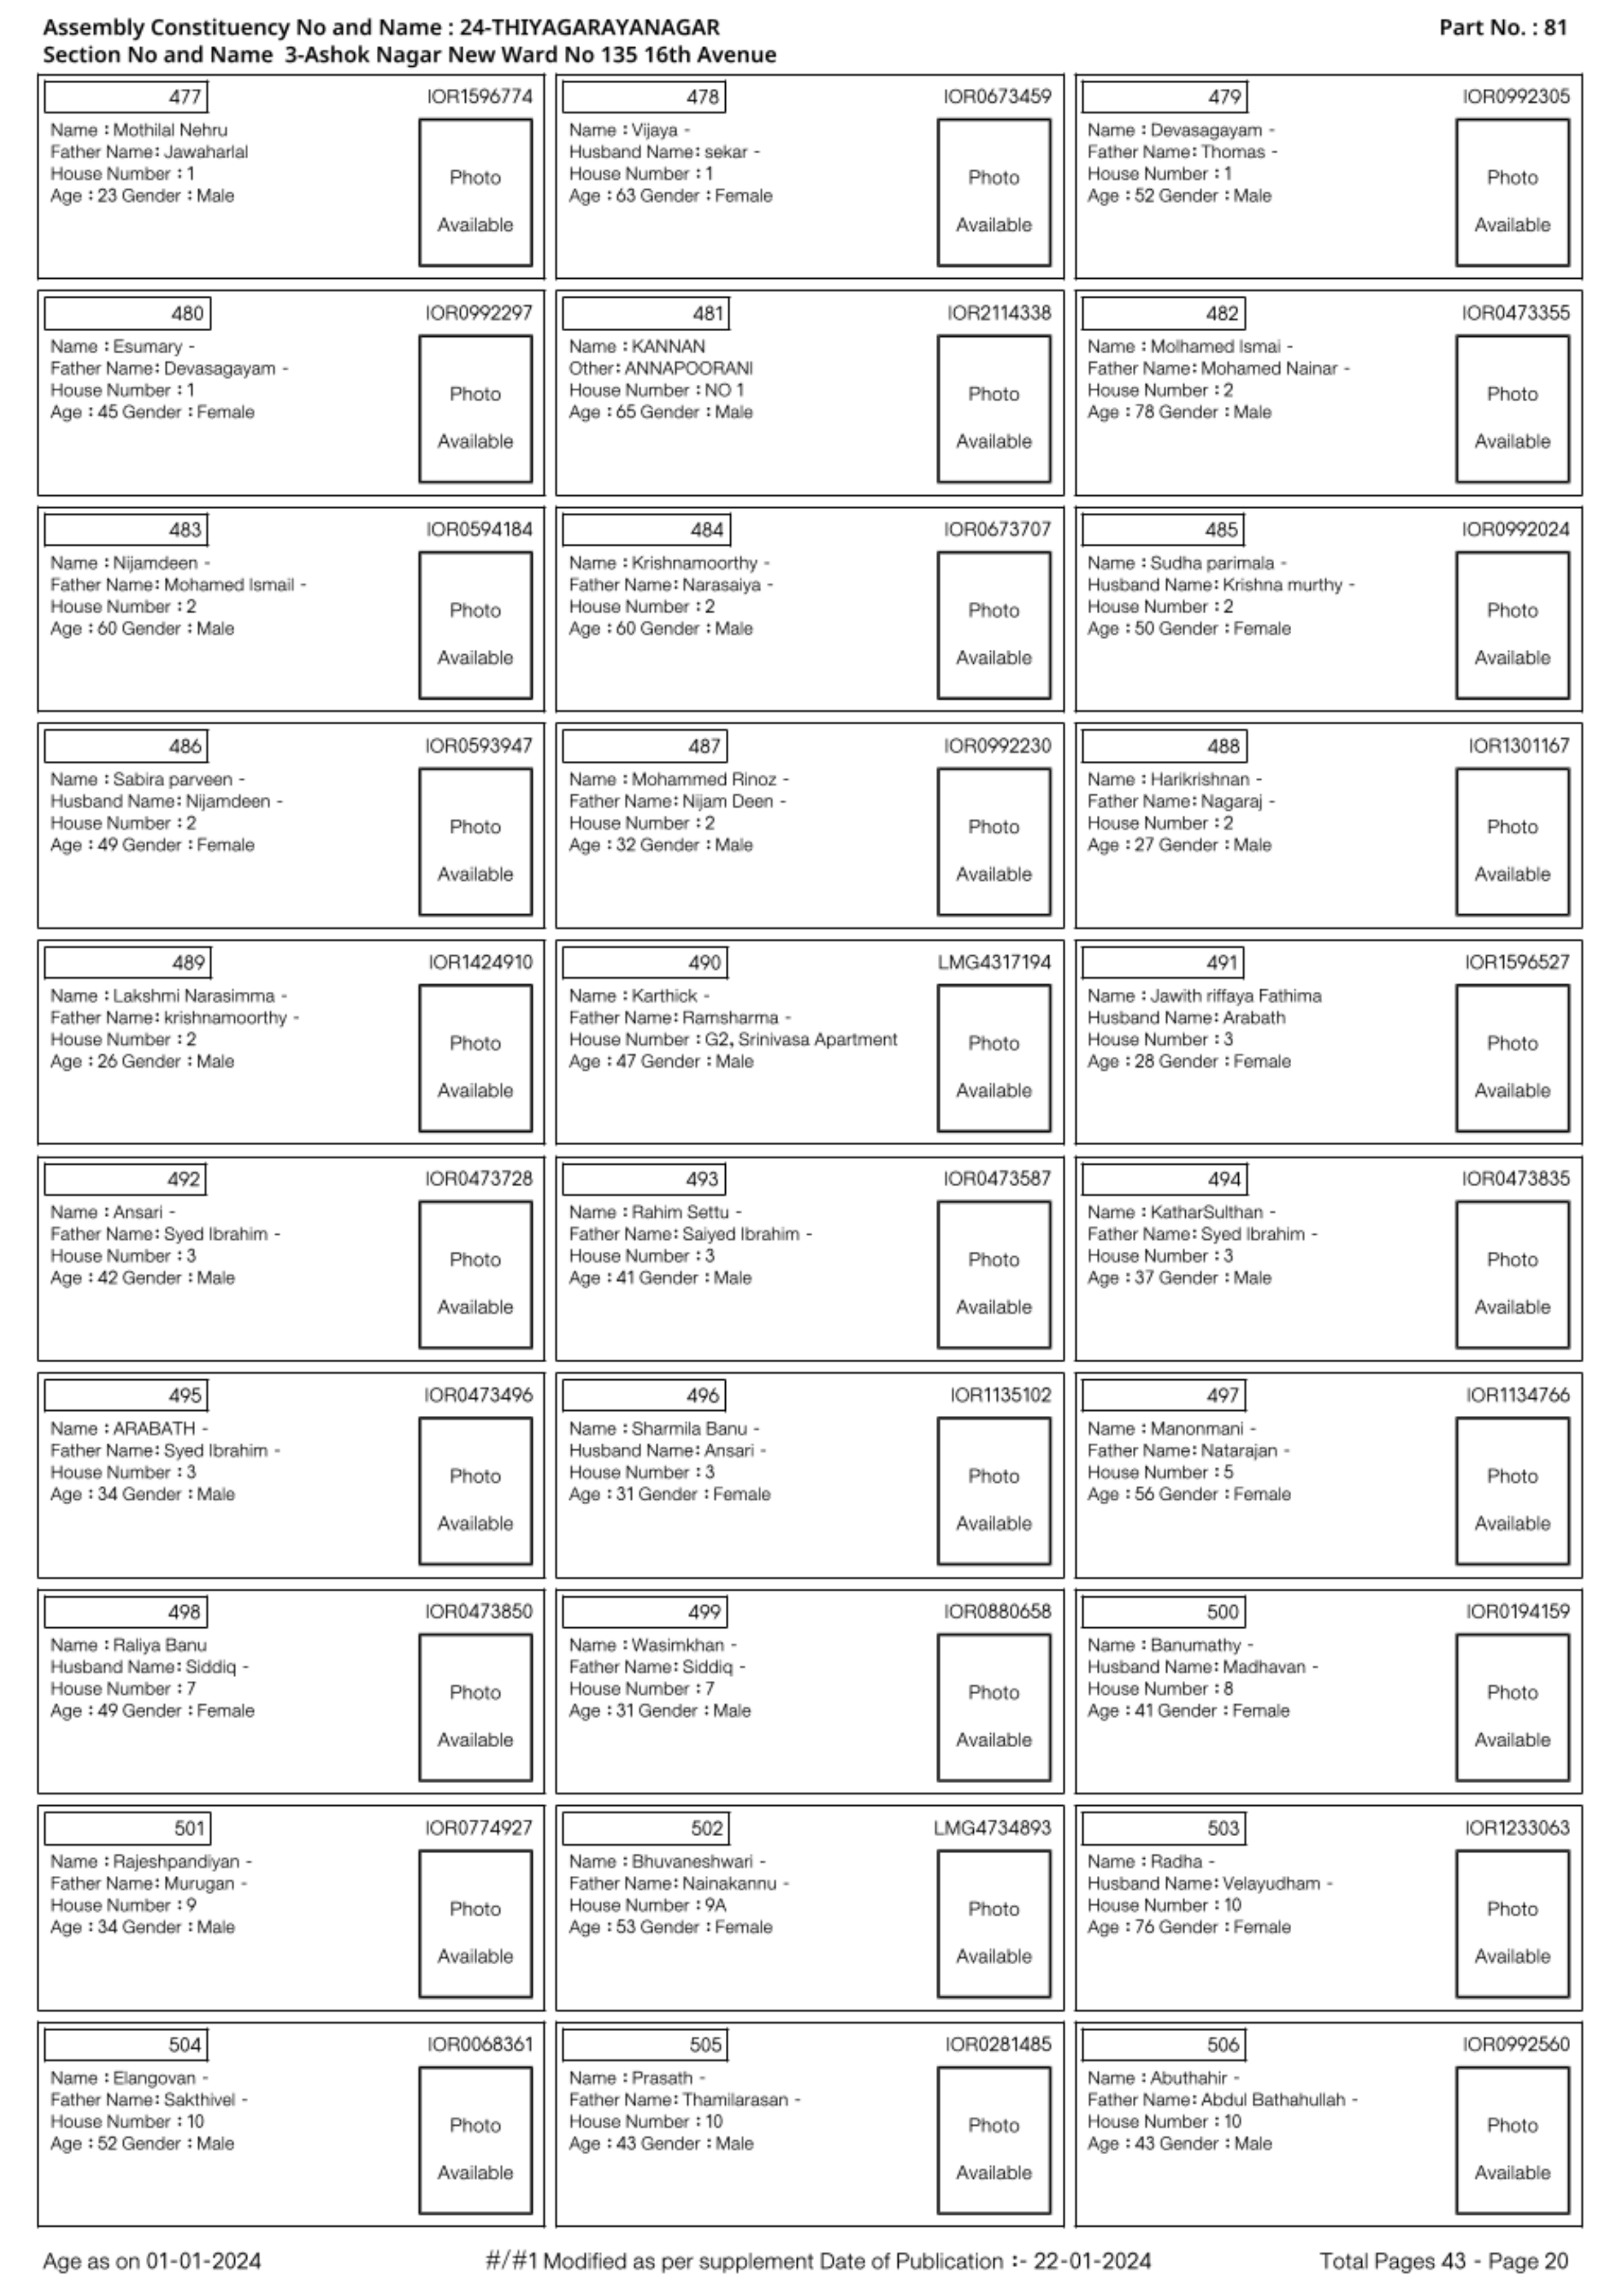 Assembly Constituency No and Name : 24-THIYAGARAYANAGAR
Part No. : 81
Section No and Name 3-Ashok Nagar New Ward No 135 16th Avenue
477
IOR1596774
Name : Mothilal Nehru
Father Name: Jawaharlal
House Number : 1
Age : 23 Gender : Male
Photo
Available
478
IOR0673459
Name : Vijaya -
Husband Name: sekar -
House Number : 1
Age : 63 Gender : Female
Photo
Available
479
IOR0992305
Name : Devasagayam -
Father Name: Thomas -
House Number : 1
Age : 52 Gender : Male
Photo
Available
480
IOR0992297
Name : Esumary -
Father Name: Devasagayam -
House Number : 1
Age : 45 Gender : Female
Photo
Available
481
IOR2114338
Name : KANNAN
Other: ANNAPOORANI
House Number : NO 1
Age : 65 Gender : Male
Photo
Available
482
IOR0473355
Name : Molhamed Ismai -
Father Name: Mohamed Nainar -
House Number : 2
Age : 78 Gender : Male
Photo
Available
483
IOR0594184
Name : Nijamdeen -
Father Name: Mohamed Ismail -
House Number : 2
Age : 60 Gender : Male
Photo
Available
484
IOR0673707
Name : Krishnamoorthy -
Father Name: Narasaiya -
House Number : 2
Age : 60 Gender : Male
Photo
Available
485
IOR0992024
Name : Sudha parimala -
Husband Name: Krishna murthy -
House Number : 2
Age : 50 Gender : Female
Photo
Available
486
IOR0593947
Name : Sabira parveen -
Husband Name: Nijamdeen -
House Number : 2
Age : 49 Gender : Female
Photo
Available
487
IOR0992230
Name : Mohammed Rinoz -
Father Name: Nijam Deen -
House Number : 2
Age : 32 Gender : Male
Photo
Available
488
IOR1301167
Name : Harikrishnan -
Father Name: Nagaraj -
House Number : 2
Age : 27 Gender : Male
Photo
Available
489
IOR1424910
Name : Lakshmi Narasimma -
Father Name: krishnamoorthy -
House Number : 2
Age : 26 Gender : Male
Photo
Available
490
LMG4317194
Name : Karthick -
Father Name: Ramsharma -
House Number : G2, Srinivasa Apartment
Age : 47 Gender : Male
Photo
Available
491
IOR1596527
Name : Jawith riffaya Fathima
Husband Name: Arabath
House Number : 3
Age : 28 Gender : Female
Photo
Available
492
IOR0473728
Name : Ansari -
Father Name: Syed Ibrahim -
House Number : 3
Age : 42 Gender : Male
Photo
Available
493
IOR0473587
Name : Rahim Settu -
Father Name: Saiyed Ibrahim -
House Number : 3
Age : 41 Gender : Male
Photo
Available
494
IOR0473835
Name : KatharSulthan -
Father Name: Syed Ibrahim -
House Number : 3
Age : 37 Gender : Male
Photo
Available
495
IOR0473496
Name : ARABATH -
Father Name: Syed Ibrahim -
House Number : 3
Age : 34 Gender : Male
Photo
Available
496
IOR1135102
Name : Sharmila Banu -
Husband Name: Ansari -
House Number : 3
Age : 31 Gender : Female
Photo
Available
497
IOR1134766
Name : Manonmani -
Father Name: Natarajan -
House Number : 5
Age : 56 Gender : Female
Photo
Available
498
IOR0473850
Name : Raliya Banu
Husband Name: Siddiq -
House Number : 7
Age : 49 Gender : Female
Photo
Available
499
IOR0880658
Name : Wasimkhan -
Father Name: Siddiq -
House Number : 7
Age : 31 Gender : Male
Photo
Available
500
IOR0194159
Name : Banumathy -
Husband Name: Madhavan -
House Number : 8
Age : 41 Gender : Female
Photo
Available
501
IOR0774927
Name : Rajeshpandiyan -
Father Name: Murugan -
House Number : 9
Age : 34 Gender : Male
Photo
Available
502
LMG4734893
Name : Bhuvaneshwari -
Father Name: Nainakannu -
House Number : 9A
Age : 53 Gender : Female
Photo
Available
503
IOR1233063
Name : Radha -
Husband Name: Velayudham -
House Number : 10
Age : 76 Gender : Female
Photo
Available
504
IOR0068361
Name : Elangovan -
Father Name: Sakthivel -
House Number : 10
Age : 52 Gender : Male
Photo
Available
505
IOR0281485
Name : Prasath -
Father Name: Thamilarasan -
House Number : 10
Age : 43 Gender : Male
Photo
Available
506
IOR0992560
Name : Abuthahir -
Father Name: Abdul Bathahullah -
House Number : 10
Age : 43 Gender : Male
Photo
Available
Age as on 01-01-2024
#/#1 Modified as per supplement Date of Publication :- 22-01-2024
Total Pages 43 - Page 20